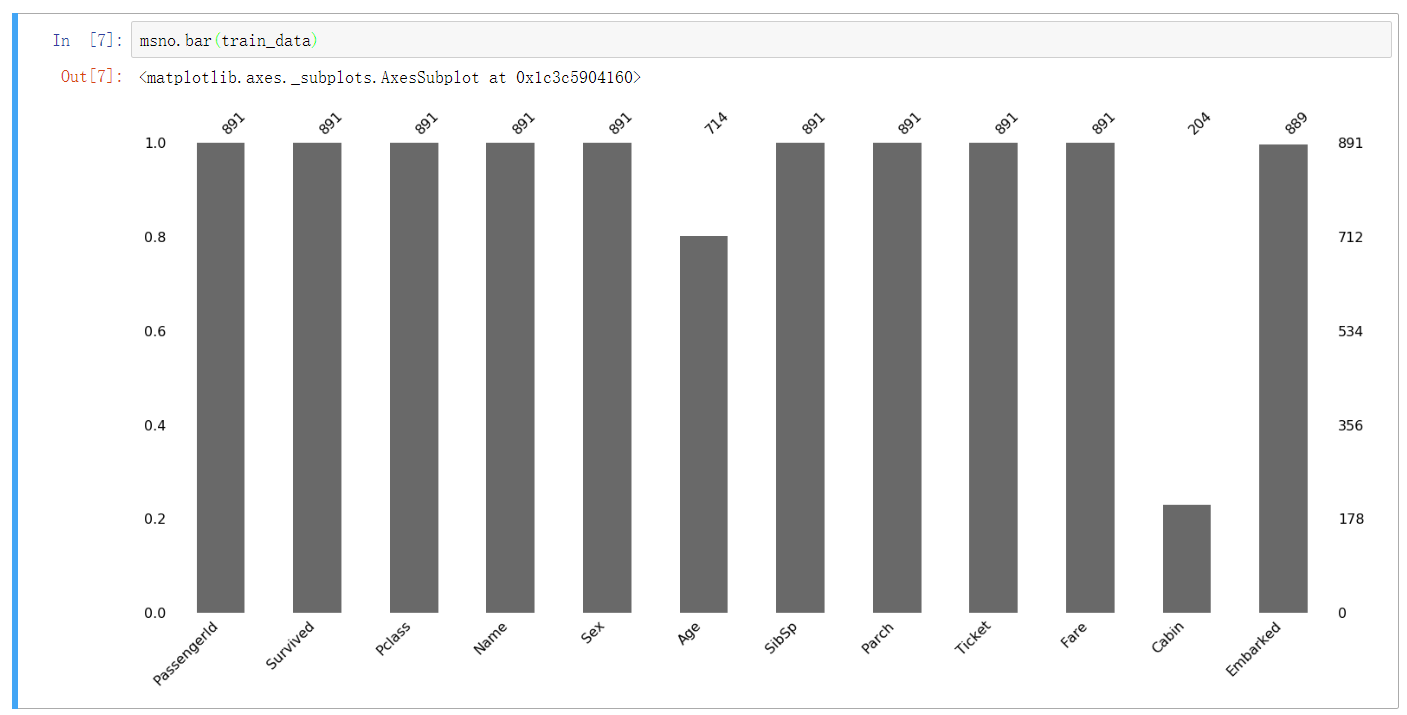 In [7]: msno.bar(train_data)
Out[7]: <matplotlib.axes._subplots.AxesSubplot at 0x1c3c5904160>
891 891 891 891 891 714 891 891 891 891 204 889
1.0 891
0.8 712
0.6 534
0.4 356
0.2 178
0.0 0
PassengerId Survived Pclass Name Sex Age SibSp Parch Ticket Fare Cabin Embarked